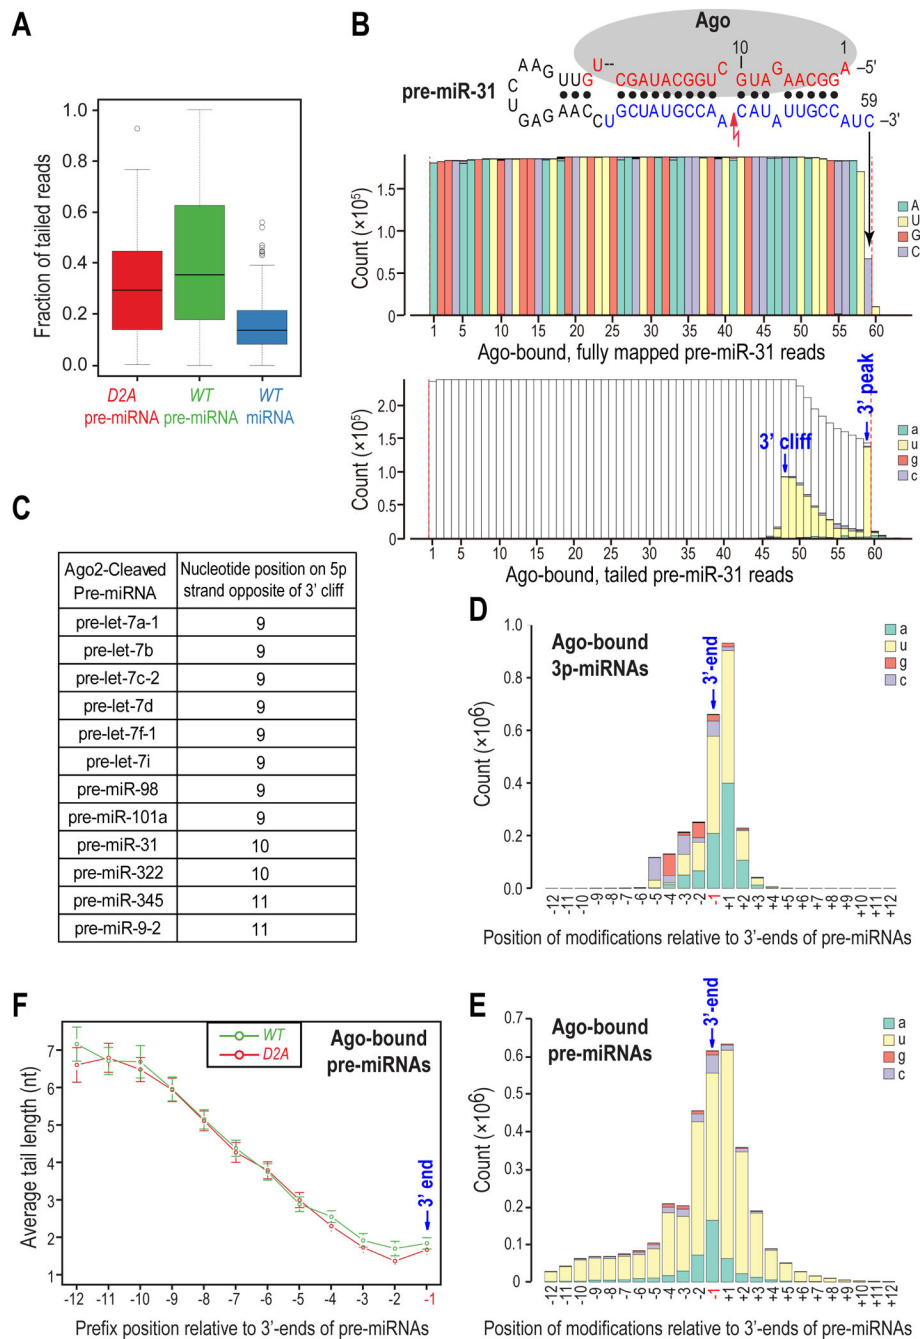 A
Fraction of tailed reads
1.0
0.8
0.6
0.4
0.2
0.0
D2A
pre-miRNA
WT
pre-miRNA
WT
miRNA
B
Ago
pre-miR-31
10
1
59
–5'
–3'
Count (×10⁵)
1.5
1.0
0.5
0
A
U
G
C
1 5 10 15 20 25 30 35 40 45 50 55 60
Ago-bound, fully mapped pre-miR-31 reads
Count (×10⁵)
2.0
1.5
1.0
0.5
0
3' cliff
3' peak
a
u
g
c
1 5 10 15 20 25 30 35 40 45 50 55 60
Ago-bound, tailed pre-miR-31 reads
C
Ago2-Cleaved Pre-miRNA
Nucleotide position on 5p strand opposite of 3' cliff
pre-let-7a-1 9
pre-let-7b 9
pre-let-7c-2 9
pre-let-7d 9
pre-let-7f-1 9
pre-let-7i 9
pre-miR-98 9
pre-miR-101a 9
pre-miR-31 10
pre-miR-322 10
pre-miR-345 11
pre-miR-9-2 11
D
Ago-bound
3p-miRNAs
3'-end
a
u
g
c
Count (×10⁶)
1.0
0.8
0.6
0.4
0.2
0.0
-12 -11 -10 -9 -8 -7 -6 -5 -4 -3 -2 -1 +1 +2 +3 +4 +5 +6 +7 +8 +9 +10 +11 +12
Position of modifications relative to 3'-ends of pre-miRNAs
F
WT
D2A
Ago-bound
pre-miRNAs
3' end
Average tail length (nt)
7
6
5
4
3
2
1
-12 -11 -10 -9 -8 -7 -6 -5 -4 -3 -2 -1
Prefix position relative to 3'-ends of pre-miRNAs
E
Ago-bound
pre-miRNAs
3'-end
a
u
g
c
Count (×10⁶)
0.7
0.6
0.5
0.4
0.3
0.2
0.1
0.0
-12 -11 -10 -9 -8 -7 -6 -5 -4 -3 -2 -1 +1 +2 +3 +4 +5 +6 +7 +8 +9 +10 +11 +12
Position of modifications relative to 3'-ends of pre-miRNAs